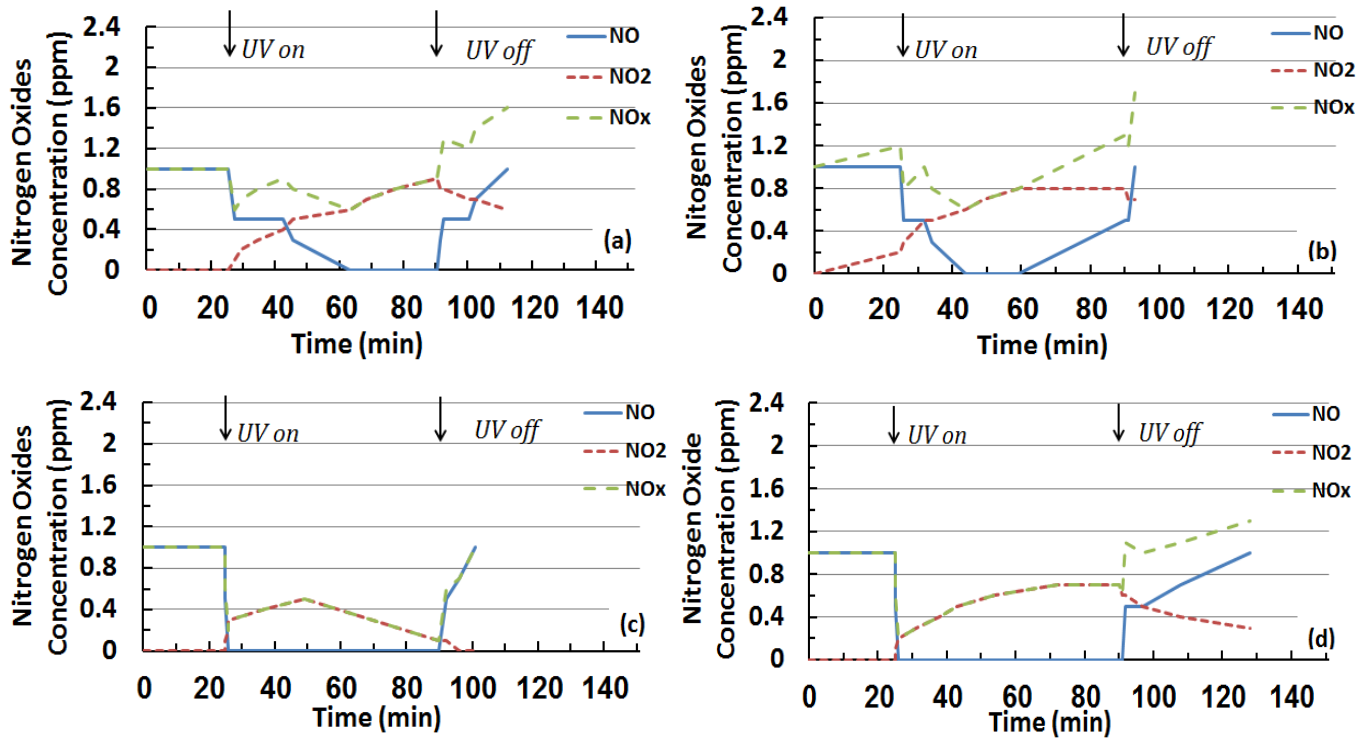 Nitrogen Oxides
Concentration (ppm)
2.4
2
1.6
1.2
0.8
0.4
0
UV on
UV off
NO
NO2
NOx
(a)
0 20 40 60 80 100 120 140
Time (min)
Nitogen Oxides
Concentration (ppm)
2.4
2
1.6
1.2
0.8
0.4
0
UV on
UV off
NO
NO2
NOx
(b)
0 20 40 60 80 100 120 140
Time (min)
Nitrogen Oxides
Concentration (ppm)
2.4
2
1.6
1.2
0.8
0.4
0
UV on
UV off
NO
NO2
NOx
(c)
0 20 40 60 80 100 120 140
Time (min)
Nitrogen Oxide
Concentration (ppm)
2.4
2
1.6
1.2
0.8
0.4
0
UV on
UV off
NO
NO2
NOx
(d)
0 20 40 60 80 100 120 140
Time (min)